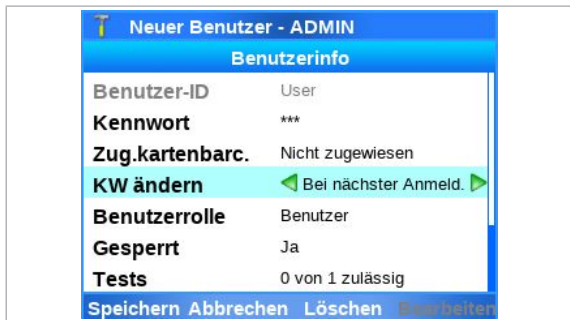 Neuer Benutzer - ADMIN
Benutzerinfo
Benutzer-ID User
Kennwort ***
Zug.kartenbarc. Nicht zugewiesen
KW ändern Bei nächster Anmeld.
Benutzerrolle Benutzer
Gesperrt Ja
Tests 0 von 1 zulässig
Speichern Abbrechen Löschen Bearbeiten